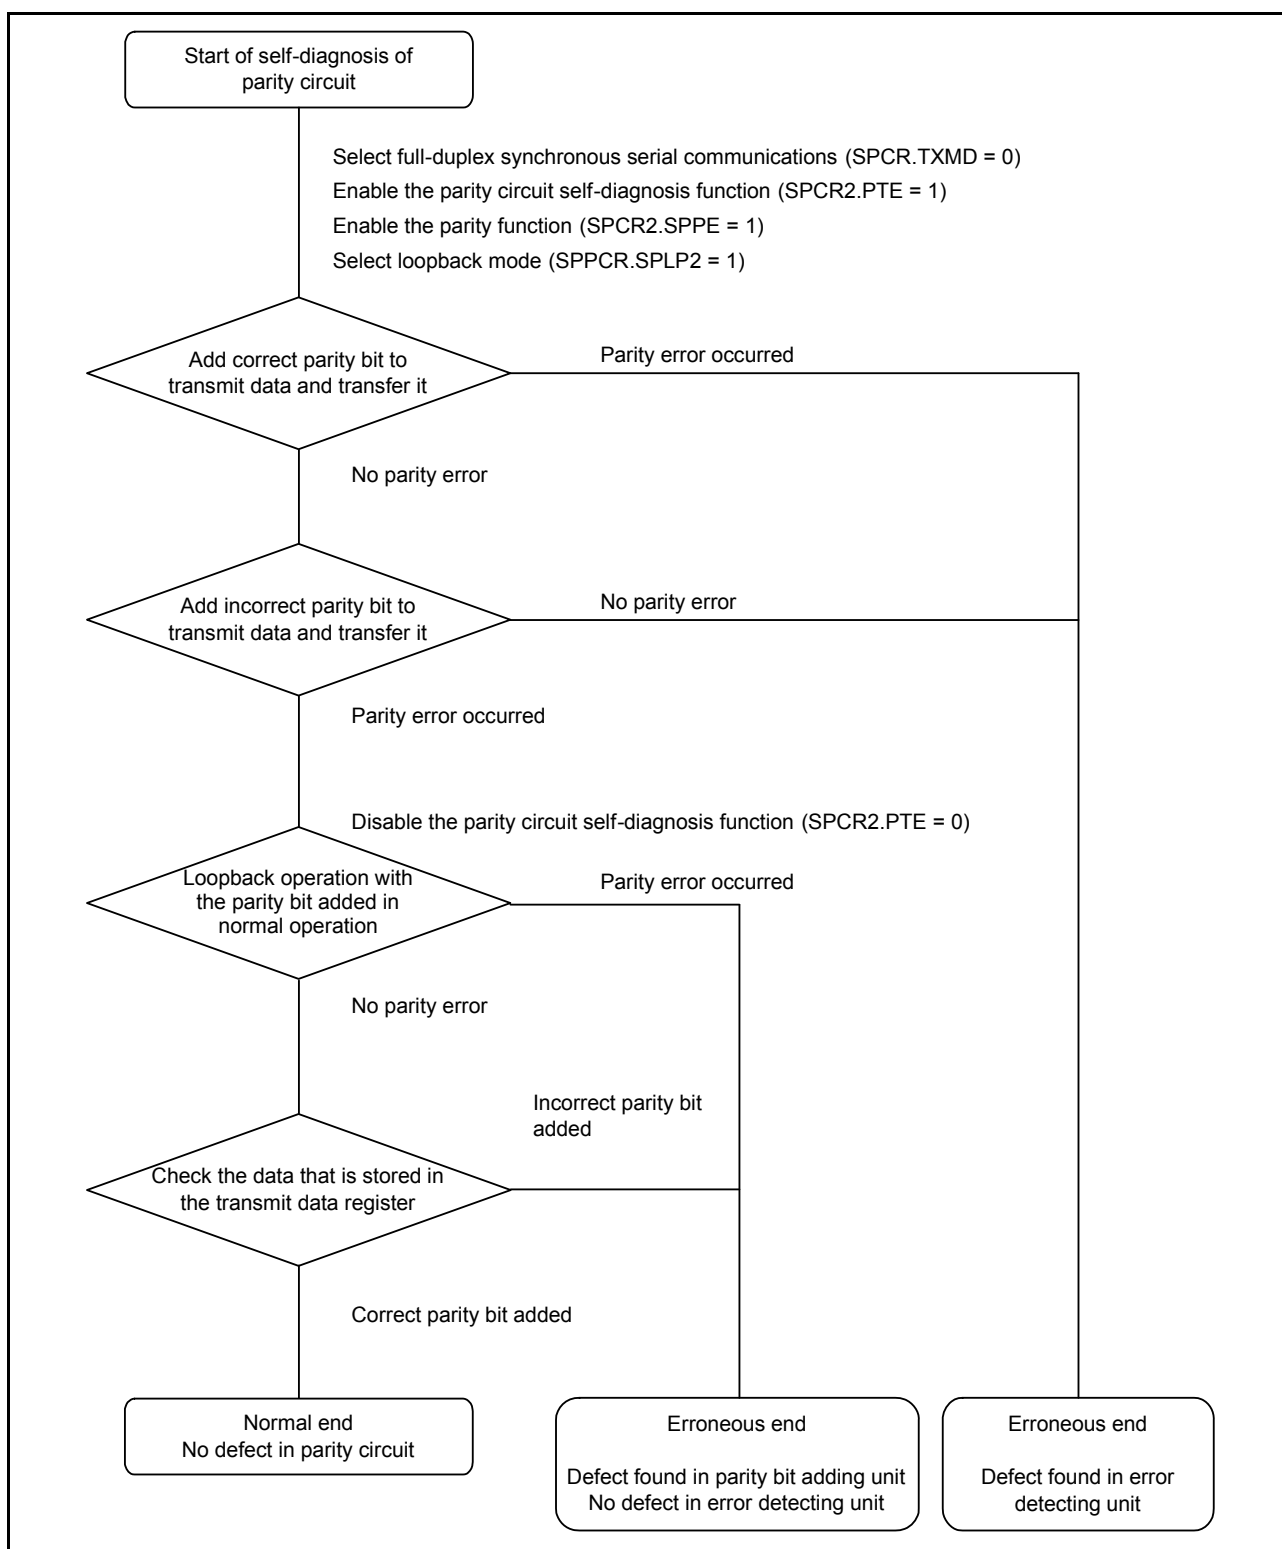 Start of self-diagnosis of
parity circuit
Select full-duplex synchronous serial communications (SPCR.TXMD = 0)
Enable the parity circuit self-diagnosis function (SPCR2.PTE = 1)
Enable the parity function (SPCR2.SPPE = 1)
Select loopback mode (SPPCR.SPLP2 = 1)
Add correct parity bit to
transmit data and transfer it
Parity error occurred
No parity error
Add incorrect parity bit to
transmit data and transfer it
No parity error
Parity error occurred
Disable the parity circuit self-diagnosis function (SPCR2.PTE = 0)
Loopback operation with
the parity bit added in
normal operation
Parity error occurred
No parity error
Incorrect parity bit
added
Check the data that is stored in
the transmit data register
Correct parity bit added
Normal end
No defect in parity circuit
Erroneous end
Defect found in parity bit adding unit
No defect in error detecting unit
Erroneous end
Defect found in error
detecting unit